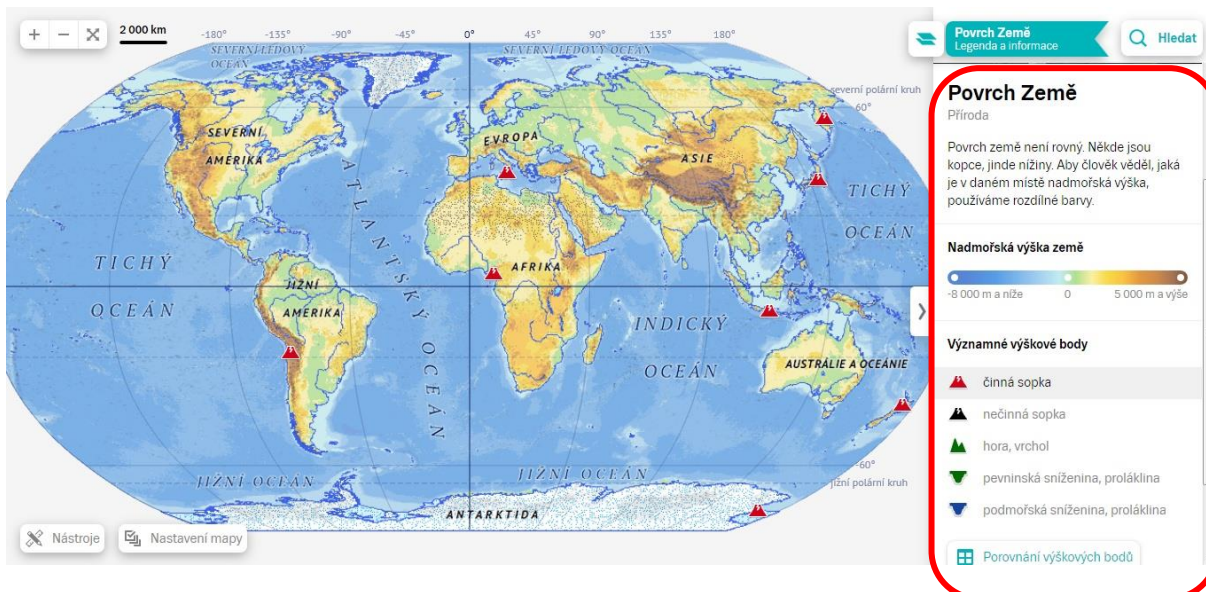 2 000 km
-180°
-135°
-90°
-45°
0°
45°
90°
135°
180°
SEVERNÍ LEDOVÝ
OCEÁN
SEVERNÍ LEDOVÝ OCEÁN
severní polární kruh
60°
SEVERNÍ
AMERIKA
EVROPA
ASIE
ATLANTSKÝ
OCEÁN
TICHÝ
OCEÁN
TICHÝ
OCEÁN
AFRIKA
JIŽNÍ
AMERIKA
INDICKÝ
OCEÁN
AUSTRÁLIE A OCEÁNIE
-60°
jižní polární kruh
JIŽNÍ OCEÁN
JIŽNÍ OCEÁN
ANTARKTIDA
Nástroje
Nastavení mapy
Povrch Země
Legenda a informace
Hledat
Povrch Země
Příroda
Povrch země není rovný. Někde jsou
kopce, jinde nížiny. Aby člověk věděl, jaká
je v daném místě nadmořská výška,
používáme rozdílné barvy.
Nadmořská výška země
-8 000 m a níže
0
5 000 m a výše
Významné výškové body
činná sopka
nečinná sopka
hora, vrchol
pevninská sníženina, proláklina
podmořská sníženina, proláklina
Porovnání výškových bodů